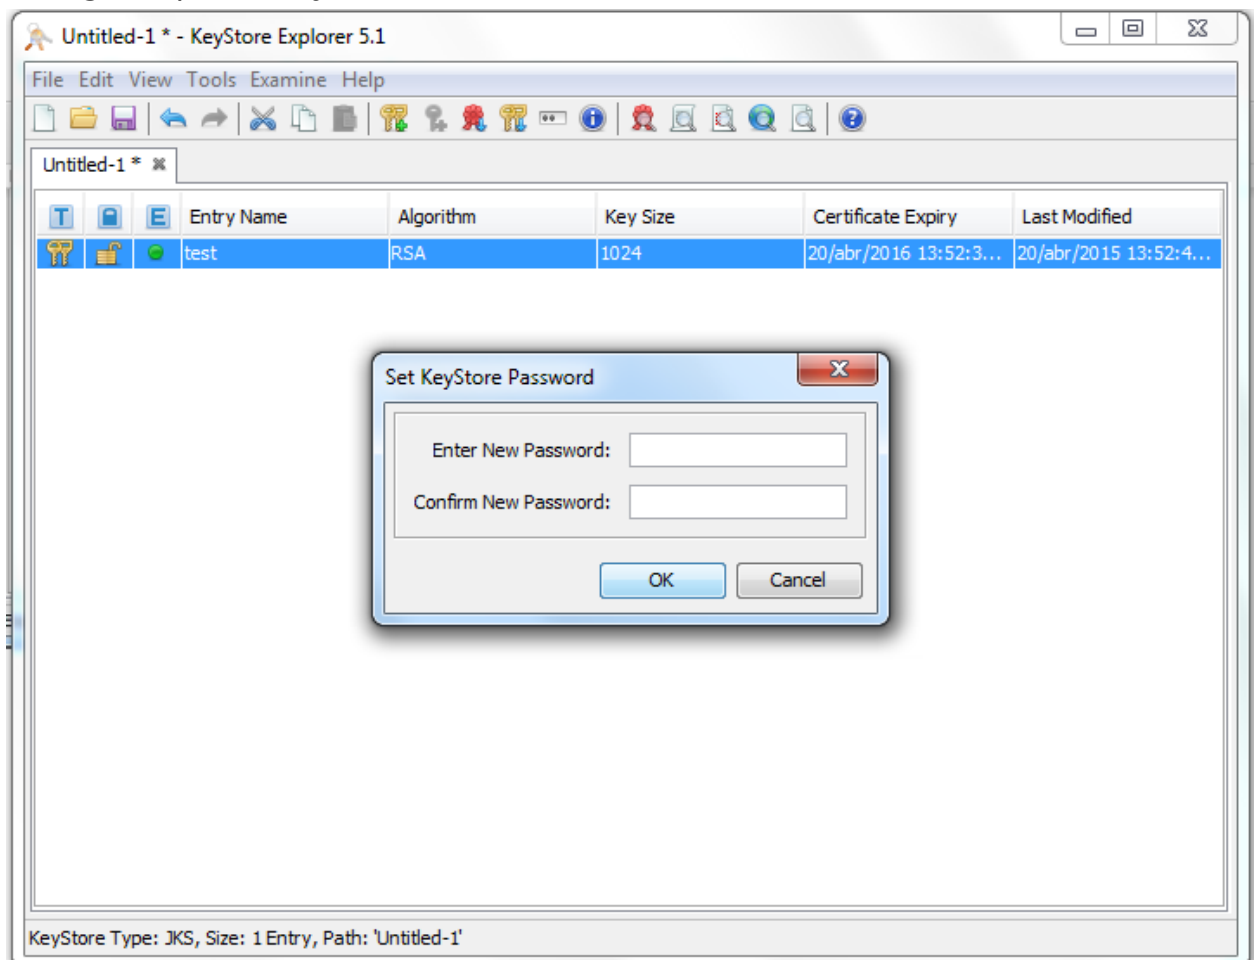 Untitled-1 * - KeyStore Explorer 5.1
File Edit View Tools Examine Help
Untitled-1 *
T E Entry Name Algorithm Key Size Certificate Expiry Last Modified
test RSA 1024 20/abr/2016 13:52:3... 20/abr/2015 13:52:4...
Set KeyStore Password
Enter New Password:
Confirm New Password:
OK Cancel
KeyStore Type: JKS, Size: 1 Entry, Path: 'Untitled-1'